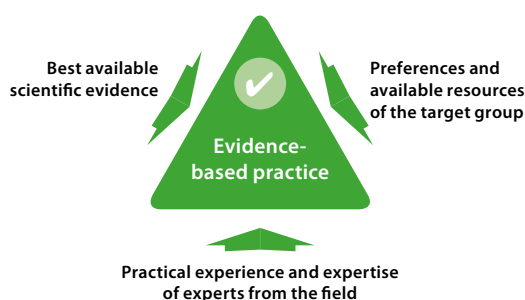 Best available
scientific evidence
Preferences and
available resources
of the target group
Evidence-
based practice
Practical experience and expertise
of experts from the field